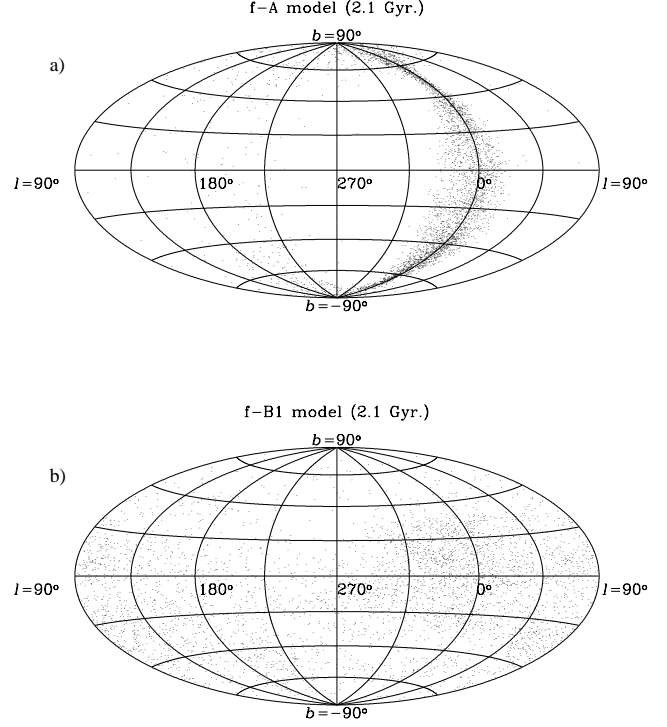 f-A model (2.1 Gyr.)
a)
b=90°
l=90° 180° 270° 0° l=90°
b=-90°
f-B1 model (2.1 Gyr.)
b)
b=90°
l=90° 180° 270° 0° l=90°
b=-90°